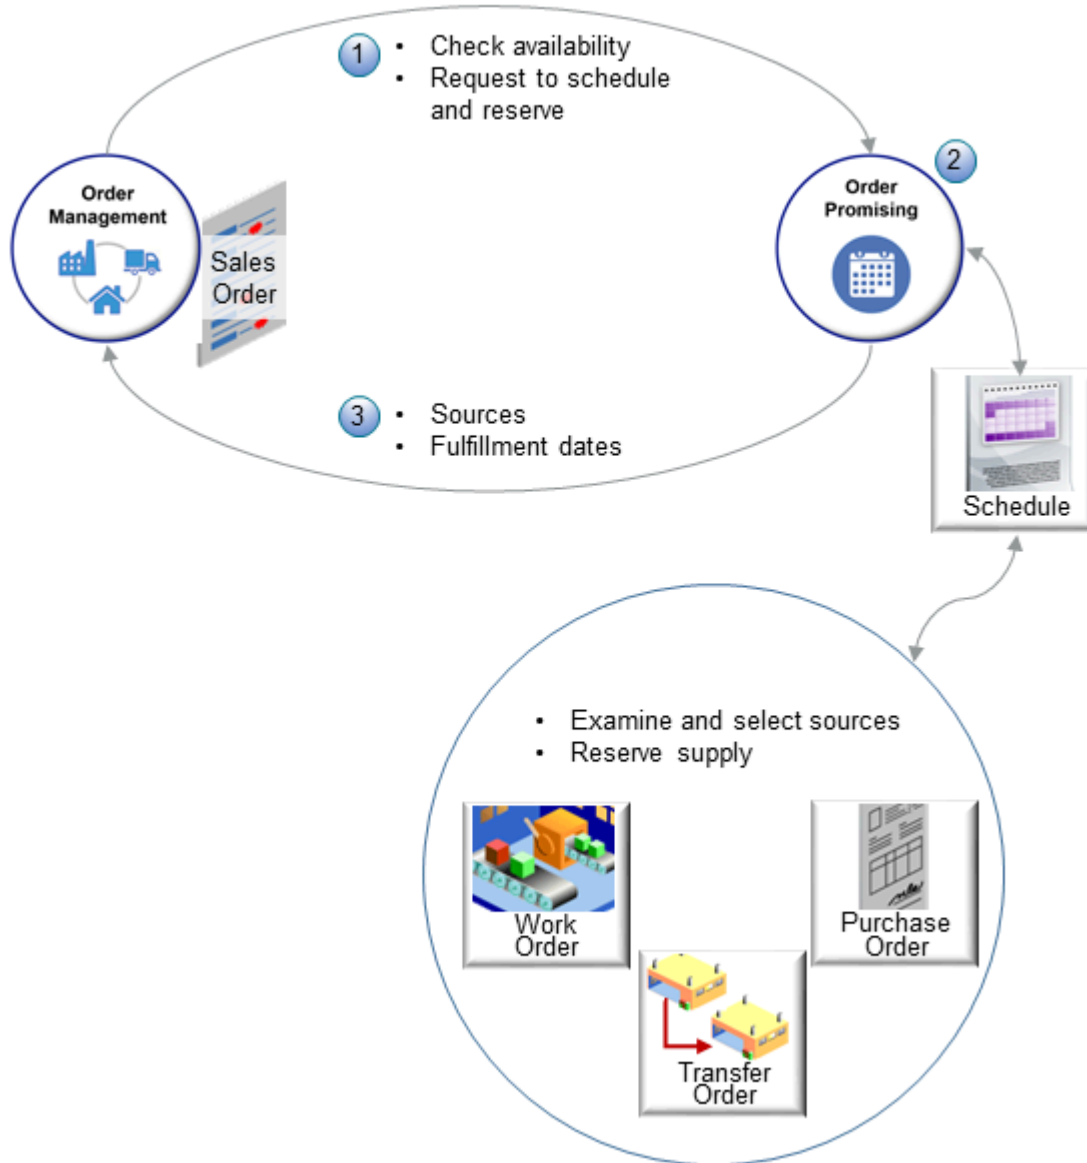 1
• Check availability
• Request to schedule
and reserve
2
Order
Management
Order
Promising
Sales
Order
3
• Sources
• Fulfillment dates
Schedule
• Examine and select sources
• Reserve supply
Work
Order
Purchase
Order
Transfer
Order